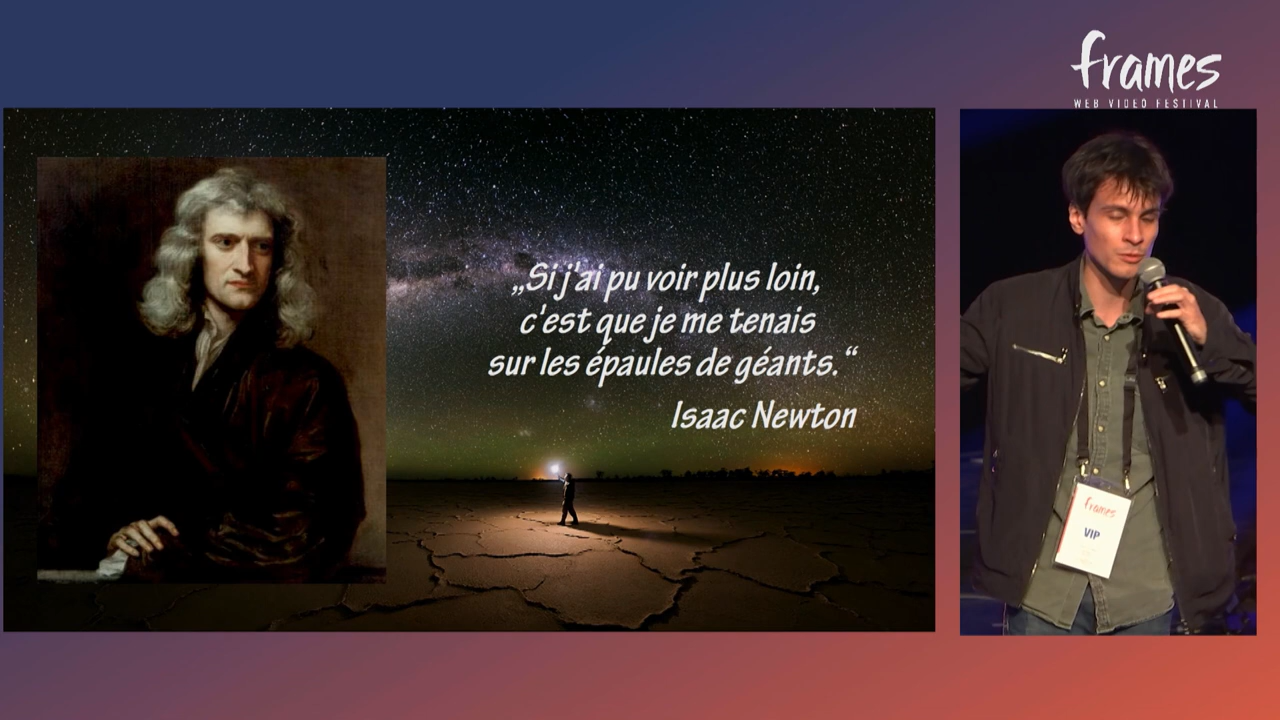 frames
WEB VIDEO FESTIVAL
„Si j'ai pu voir plus loin,
c'est que je me tenais
sur les épaules de géants.“
Isaac Newton
frames
VIP